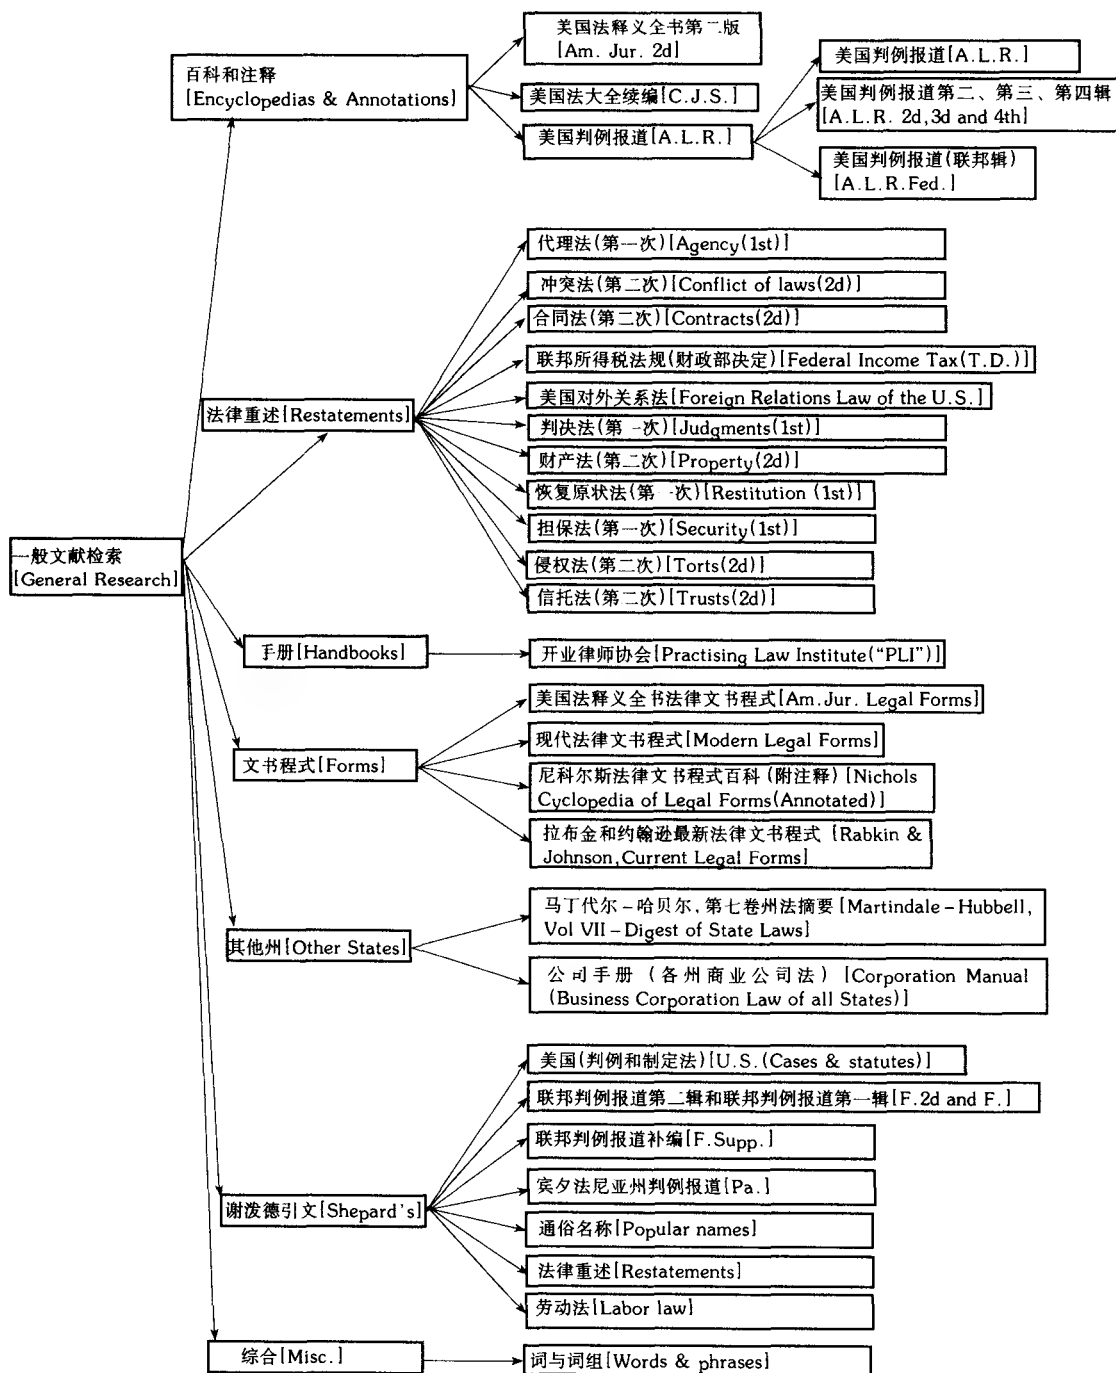 美国法释义全书第二版
[Am. Jur. 2d]
百科和注释
[Encyclopedias & Annotations]
美国法大全续编[C.J.S.]
美国判例报道[A.L.R.]
美国判例报道[A.L.R.]
美国判例报道第二、第三、第四辑
[A.L.R. 2d,3d and 4th]
美国判例报道(联邦辑)
[A.L.R.Fed.]
法律重述[Restatements]
代理法(第一次)[Agency(1st)]
冲突法(第二次)[Conflict of laws(2d)]
合同法(第二次)[Contracts(2d)]
联邦所得税法规(财政部决定)[Federal Income Tax(T.D.)]
美国对外关系法[Foreign Relations Law of the U.S.]
判决法(第一次)[Judgments(1st)]
财产法(第二次)[Property(2d)]
恢复原状法(第一次)[Restitution (1st)]
担保法(第一次)[Security(1st)]
侵权法(第二次)[Torts(2d)]
信托法(第二次)[Trusts(2d)]
一般文献检索
[General Research]
手册[Handbooks]
开业律师协会[Practising Law Institute(“PLI”)]
文书程式[Forms]
美国法释义全书法律文书程式[Am.Jur. Legal Forms]
现代法律文书程式[Modern Legal Forms]
尼科尔斯法律文书程式百科(附注释)[Nichols
Cyclopedia of Legal Forms(Annotated)]
拉布金和约翰逊最新法律文书程式 [Rabkin &
Johnson,Current Legal Forms]
其他州[Other States]
马丁代尔-哈贝尔,第七卷州法摘要[Martindale-Hubbell,
Vol VII-Digest of State Laws]
公司手册(各州商业公司法)[Corporation Manual
(Business Corporation Law of all States)]
谢泼德引文[Shepard's]
美国(判例和制定法)[U.S.(Cases & statutes)]
联邦判例报道第二辑和联邦判例报道第一辑[F.2d and F.]
联邦判例报道补编[F.Supp.]
宾夕法尼亚州判例报道[Pa.]
通俗名称[Popular names]
法律重述[Restatements]
劳动法[Labor law]
综合[Misc.]
词与词组[Words & phrases]